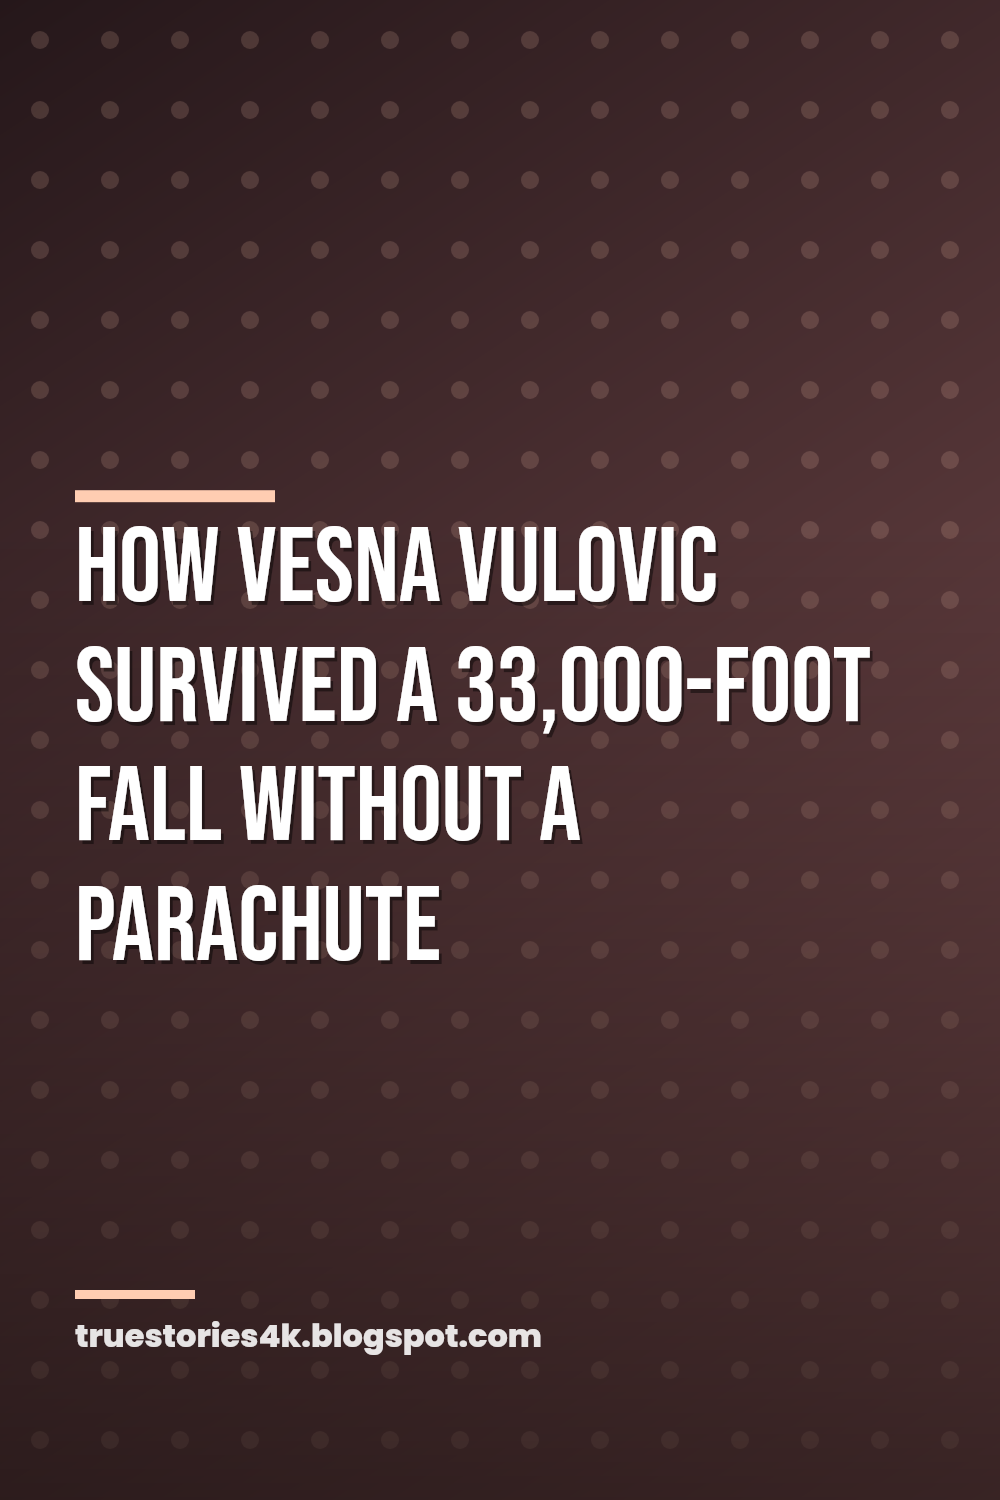 HOW VESNA VULOVIC
SURVIVED A 33,000-FOOT
FALL WITHOUT A
PARACHUTE
truestories4k.blogspot.com